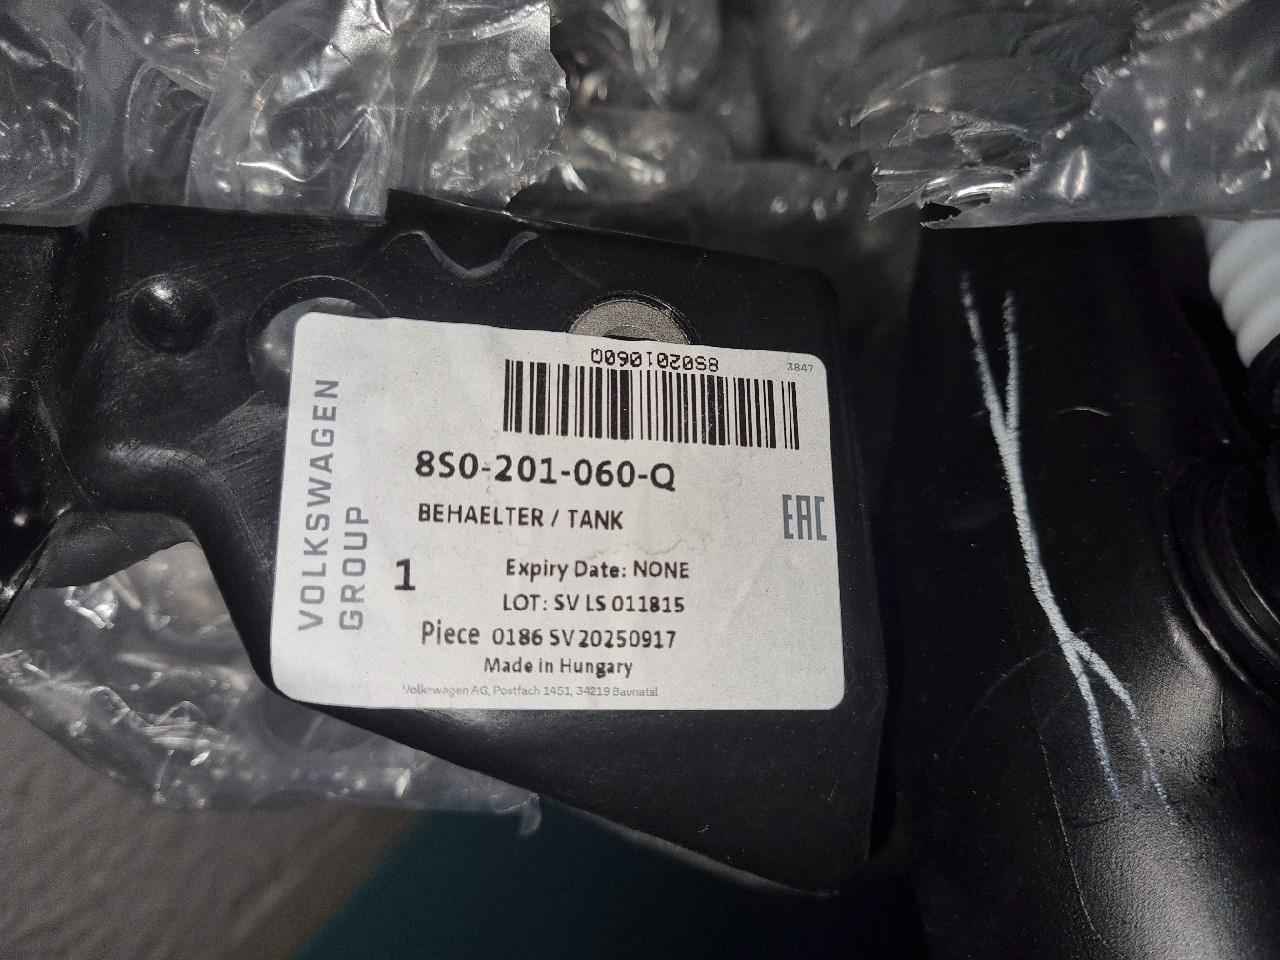 8S0201060Q
3847
8S0-201-060-Q
BEHAELTER / TANK
EAC
VOLKSWAGEN
GROUP
1
Expiry Date: NONE
LOT: SV LS 011815
Piece 0186 SV20250917
Made in Hungary
Volkswagen AG, Postfach 1451, 34219 Baunatal